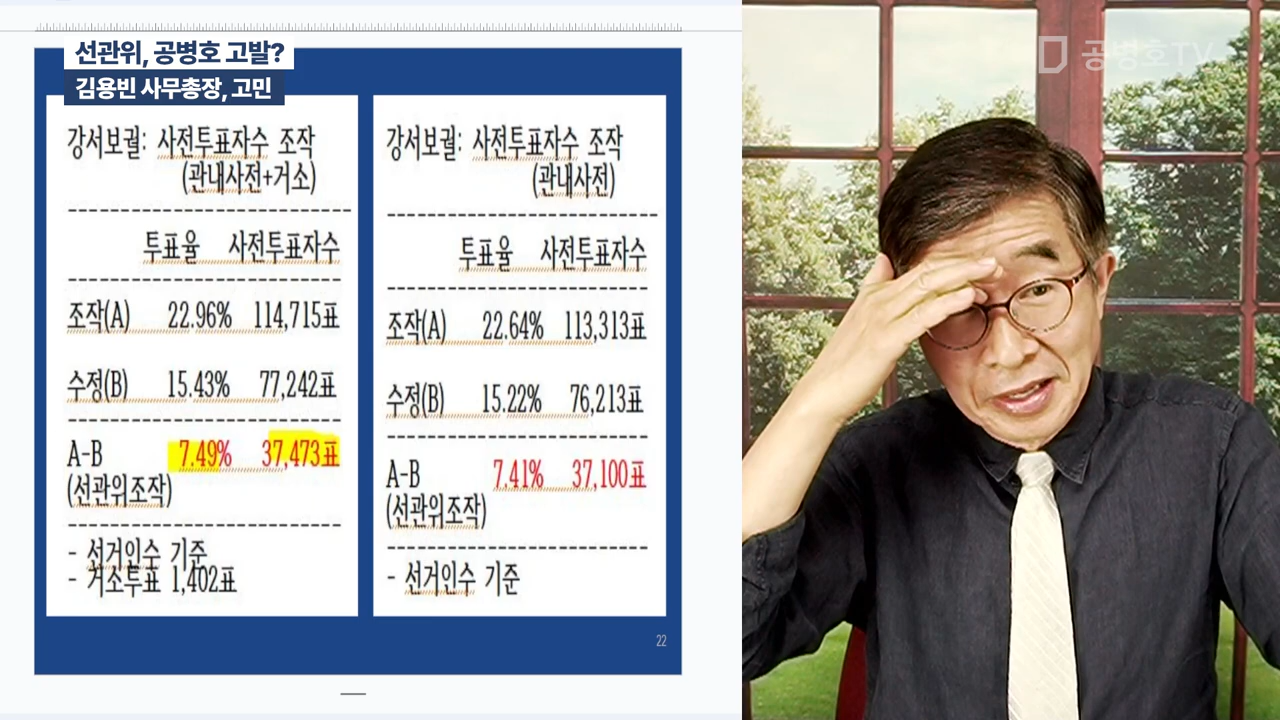 선관위, 공병호 고발?
김용빈 사무총장, 고민
강서보궐: 사전투표자수 조작
(관내사전+거소)
투표율 사전투표자수
조작(A) 22.96% 114,715표
수정(B) 15.43% 77,242표
A-B 7.49% 37,473표
(선관위조작)
- 선거인수 기준
- 거소투표 1,402표
강서보궐: 사전투표자수 조작
(관내사전)
투표율 사전투표자수
조작(A) 22.64% 113,313표
수정(B) 15.22% 76,213표
A-B 7.41% 37,100표
(선관위조작)
- 선거인수 기준
22
공병호TV